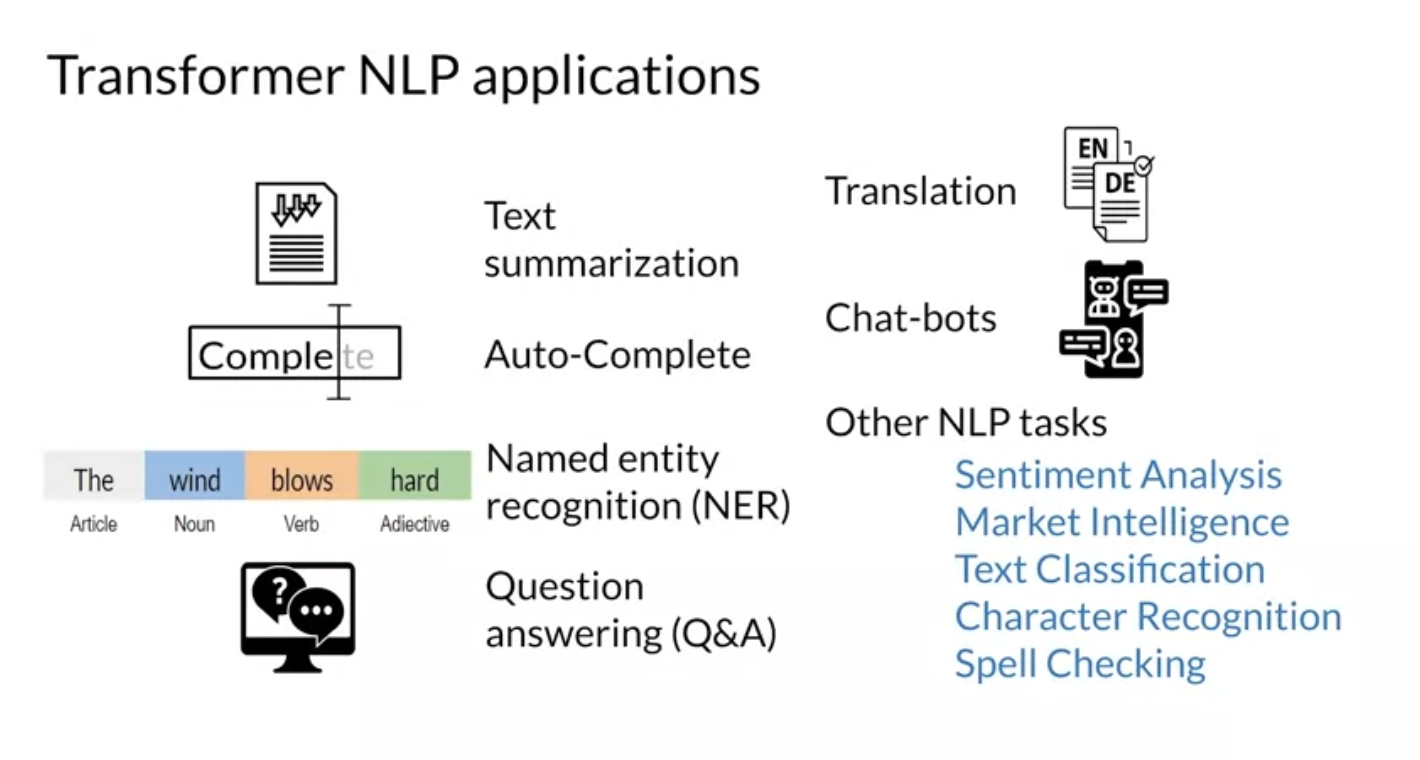 Transformer NLP applications
Text
summarization
Comple te
Auto-Complete
The wind blows hard
Article Noun Verb Adjective
Named entity
recognition (NER)
?
Question
answering (Q&A)
Translation
EN
DE
Chat-bots
Other NLP tasks
Sentiment Analysis
Market Intelligence
Text Classification
Character Recognition
Spell Checking